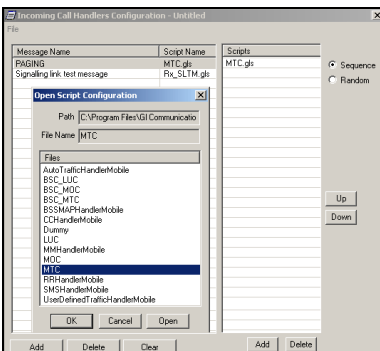 Incoming Call Handlers Configuration - Untitled
File
Message Name Script Name
PAGING MTC.gls
Signalling link test message Rx_SLTM.gls
Scripts
MTC.gls
Sequence
Random
Open Script Configuration
Path C:\Program Files\GI Communicatio
File Name MTC
Files
AutoTrafficHandlerMobile
BSC_LUC
BSC_MOC
BSC_MTC
BSSMAPHandlerMobile
CCHandlerMobile
Dummy
LUC
MMHandlerMobile
MOC
MTC
RRHandlerMobile
SMSHandlerMobile
UserDefinedTrafficHandlerMobile
OK Cancel Open
Up
Down
Add Delete Clear
Add Delete